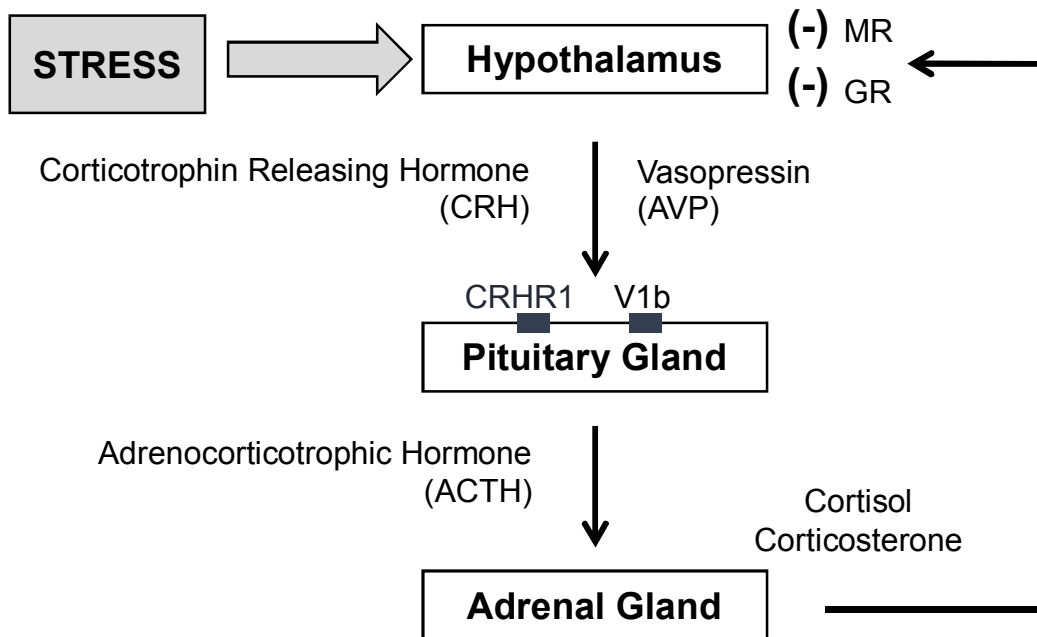 STRESS
Hypothalamus
(-) MR
(-) GR
Corticotrophin Releasing Hormone
(CRH)
Vasopressin
(AVP)
CRHR1
V1b
Pituitary Gland
Adrenocorticotrophic Hormone
(ACTH)
Cortisol
Corticosterone
Adrenal Gland